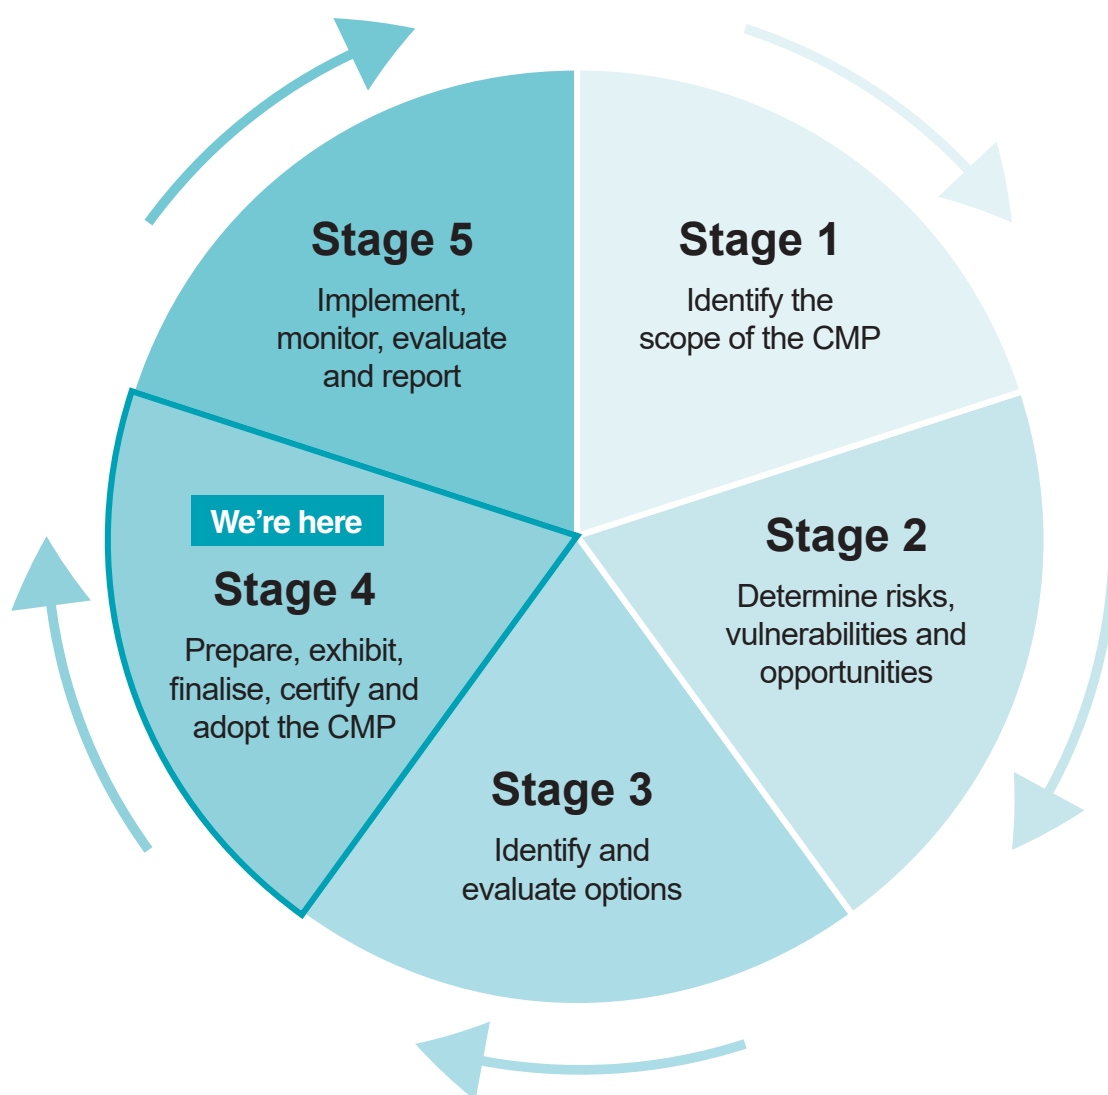 Stage 1
Identify the
scope of the CMP
Stage 2
Determine risks,
vulnerabilities and
opportunities
Stage 3
Identify and
evaluate options
We're here
Stage 4
Prepare, exhibit,
finalise, certify and
adopt the CMP
Stage 5
Implement,
monitor, evaluate
and report